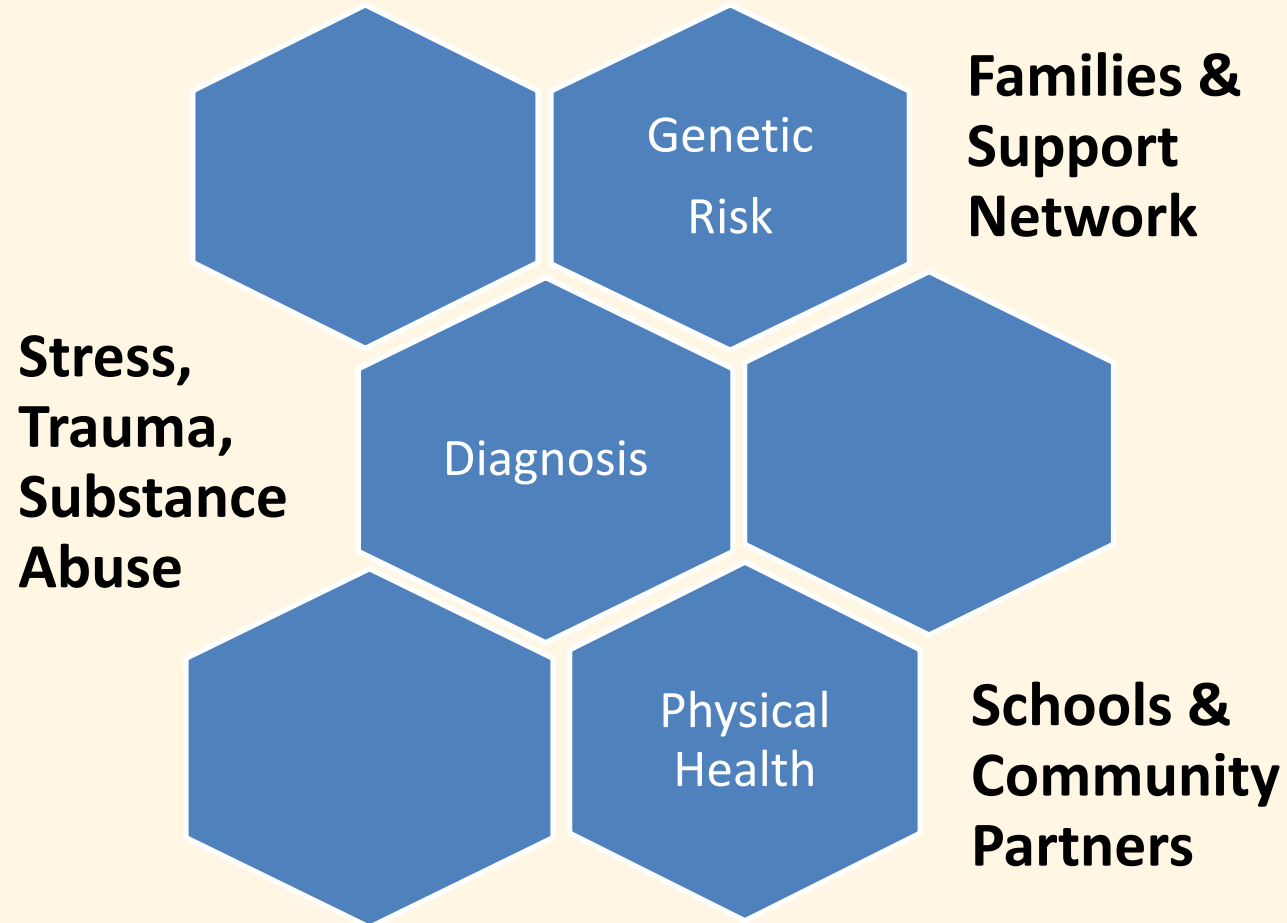 Genetic
Risk
Families &
Support
Network
Stress,
Trauma,
Substance
Abuse
Diagnosis
Physical
Health
Schools &
Community
Partners